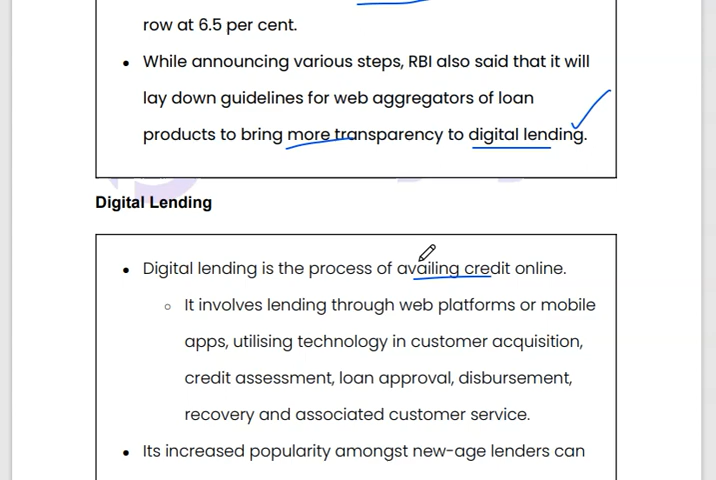 row at 6.5 per cent.
• While announcing various steps, RBI also said that it will
lay down guidelines for web aggregators of loan
products to bring more transparency to digital lending.
Digital Lending
• Digital lending is the process of availing credit online.
○ It involves lending through web platforms or mobile
apps, utilising technology in customer acquisition,
credit assessment, loan approval, disbursement,
recovery and associated customer service.
• Its increased popularity amongst new-age lenders can